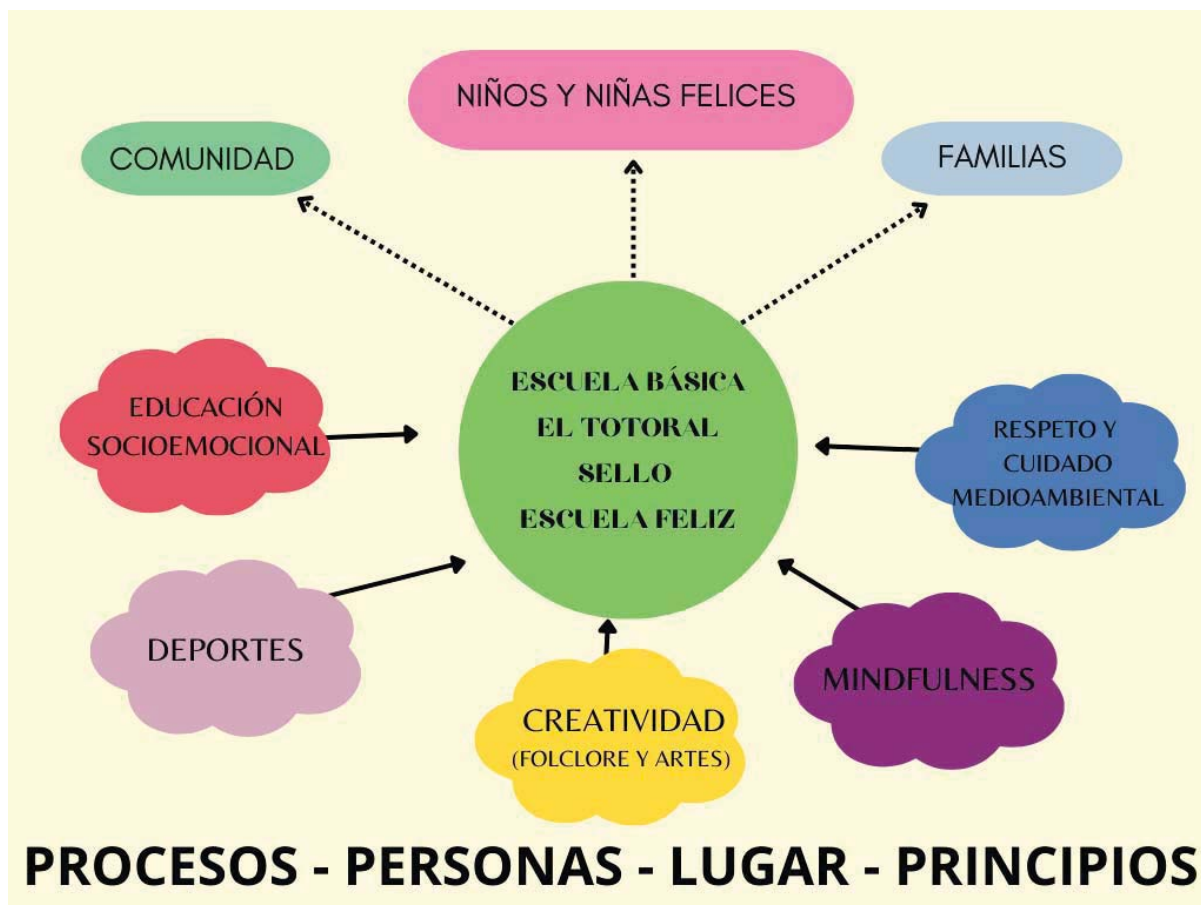 NIÑOS Y NIÑAS FELICES
COMUNIDAD
FAMILIAS
ESCUELA BÁSICA
EL TOTORAL
SELLO
ESCUELA FELIZ
EDUCACIÓN
SOCIOEMOCIONAL
RESPETO Y
CUIDADO
MEDIOAMBIENTAL
DEPORTES
MINDFULNESS
CREATIVIDAD
(FOLCLORE Y ARTES)
PROCESOS - PERSONAS - LUGAR - PRINCIPIOS